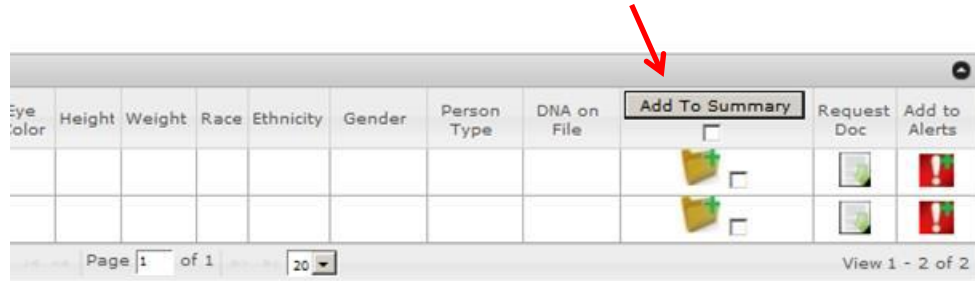 Eye Color Height Weight Race Ethnicity Gender Person Type DNA on File Add To Summary Request Doc Add to Alerts
Page 1 of 1 20 View 1 - 2 of 2